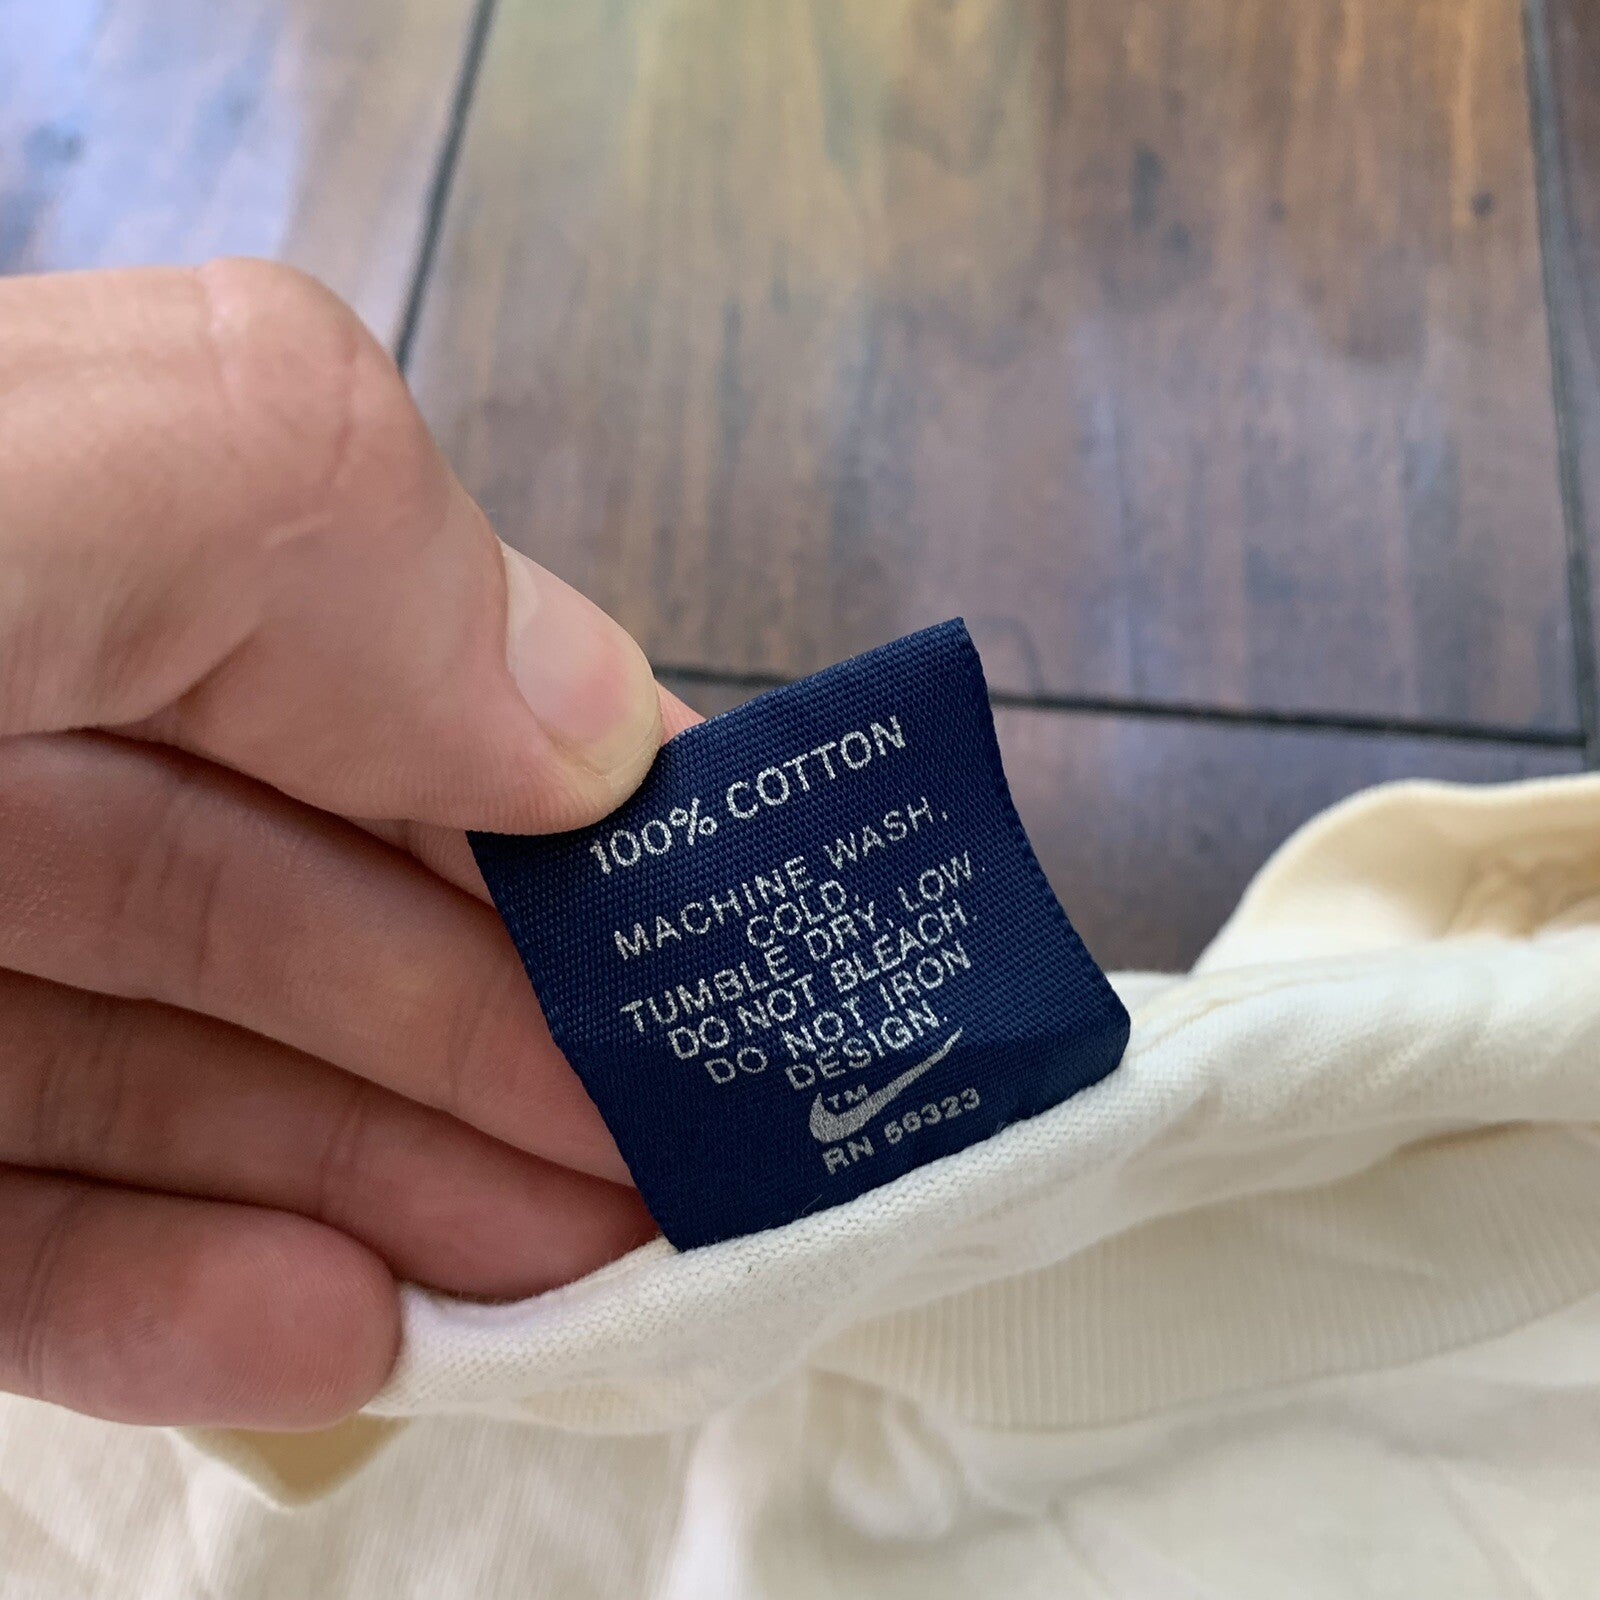 100% COTTON
MACHINE WASH,
COLD,
TUMBLE DRY, LOW.
DO NOT BLEACH.
DO NOT IRON
DESIGN.
TM
RN 56323